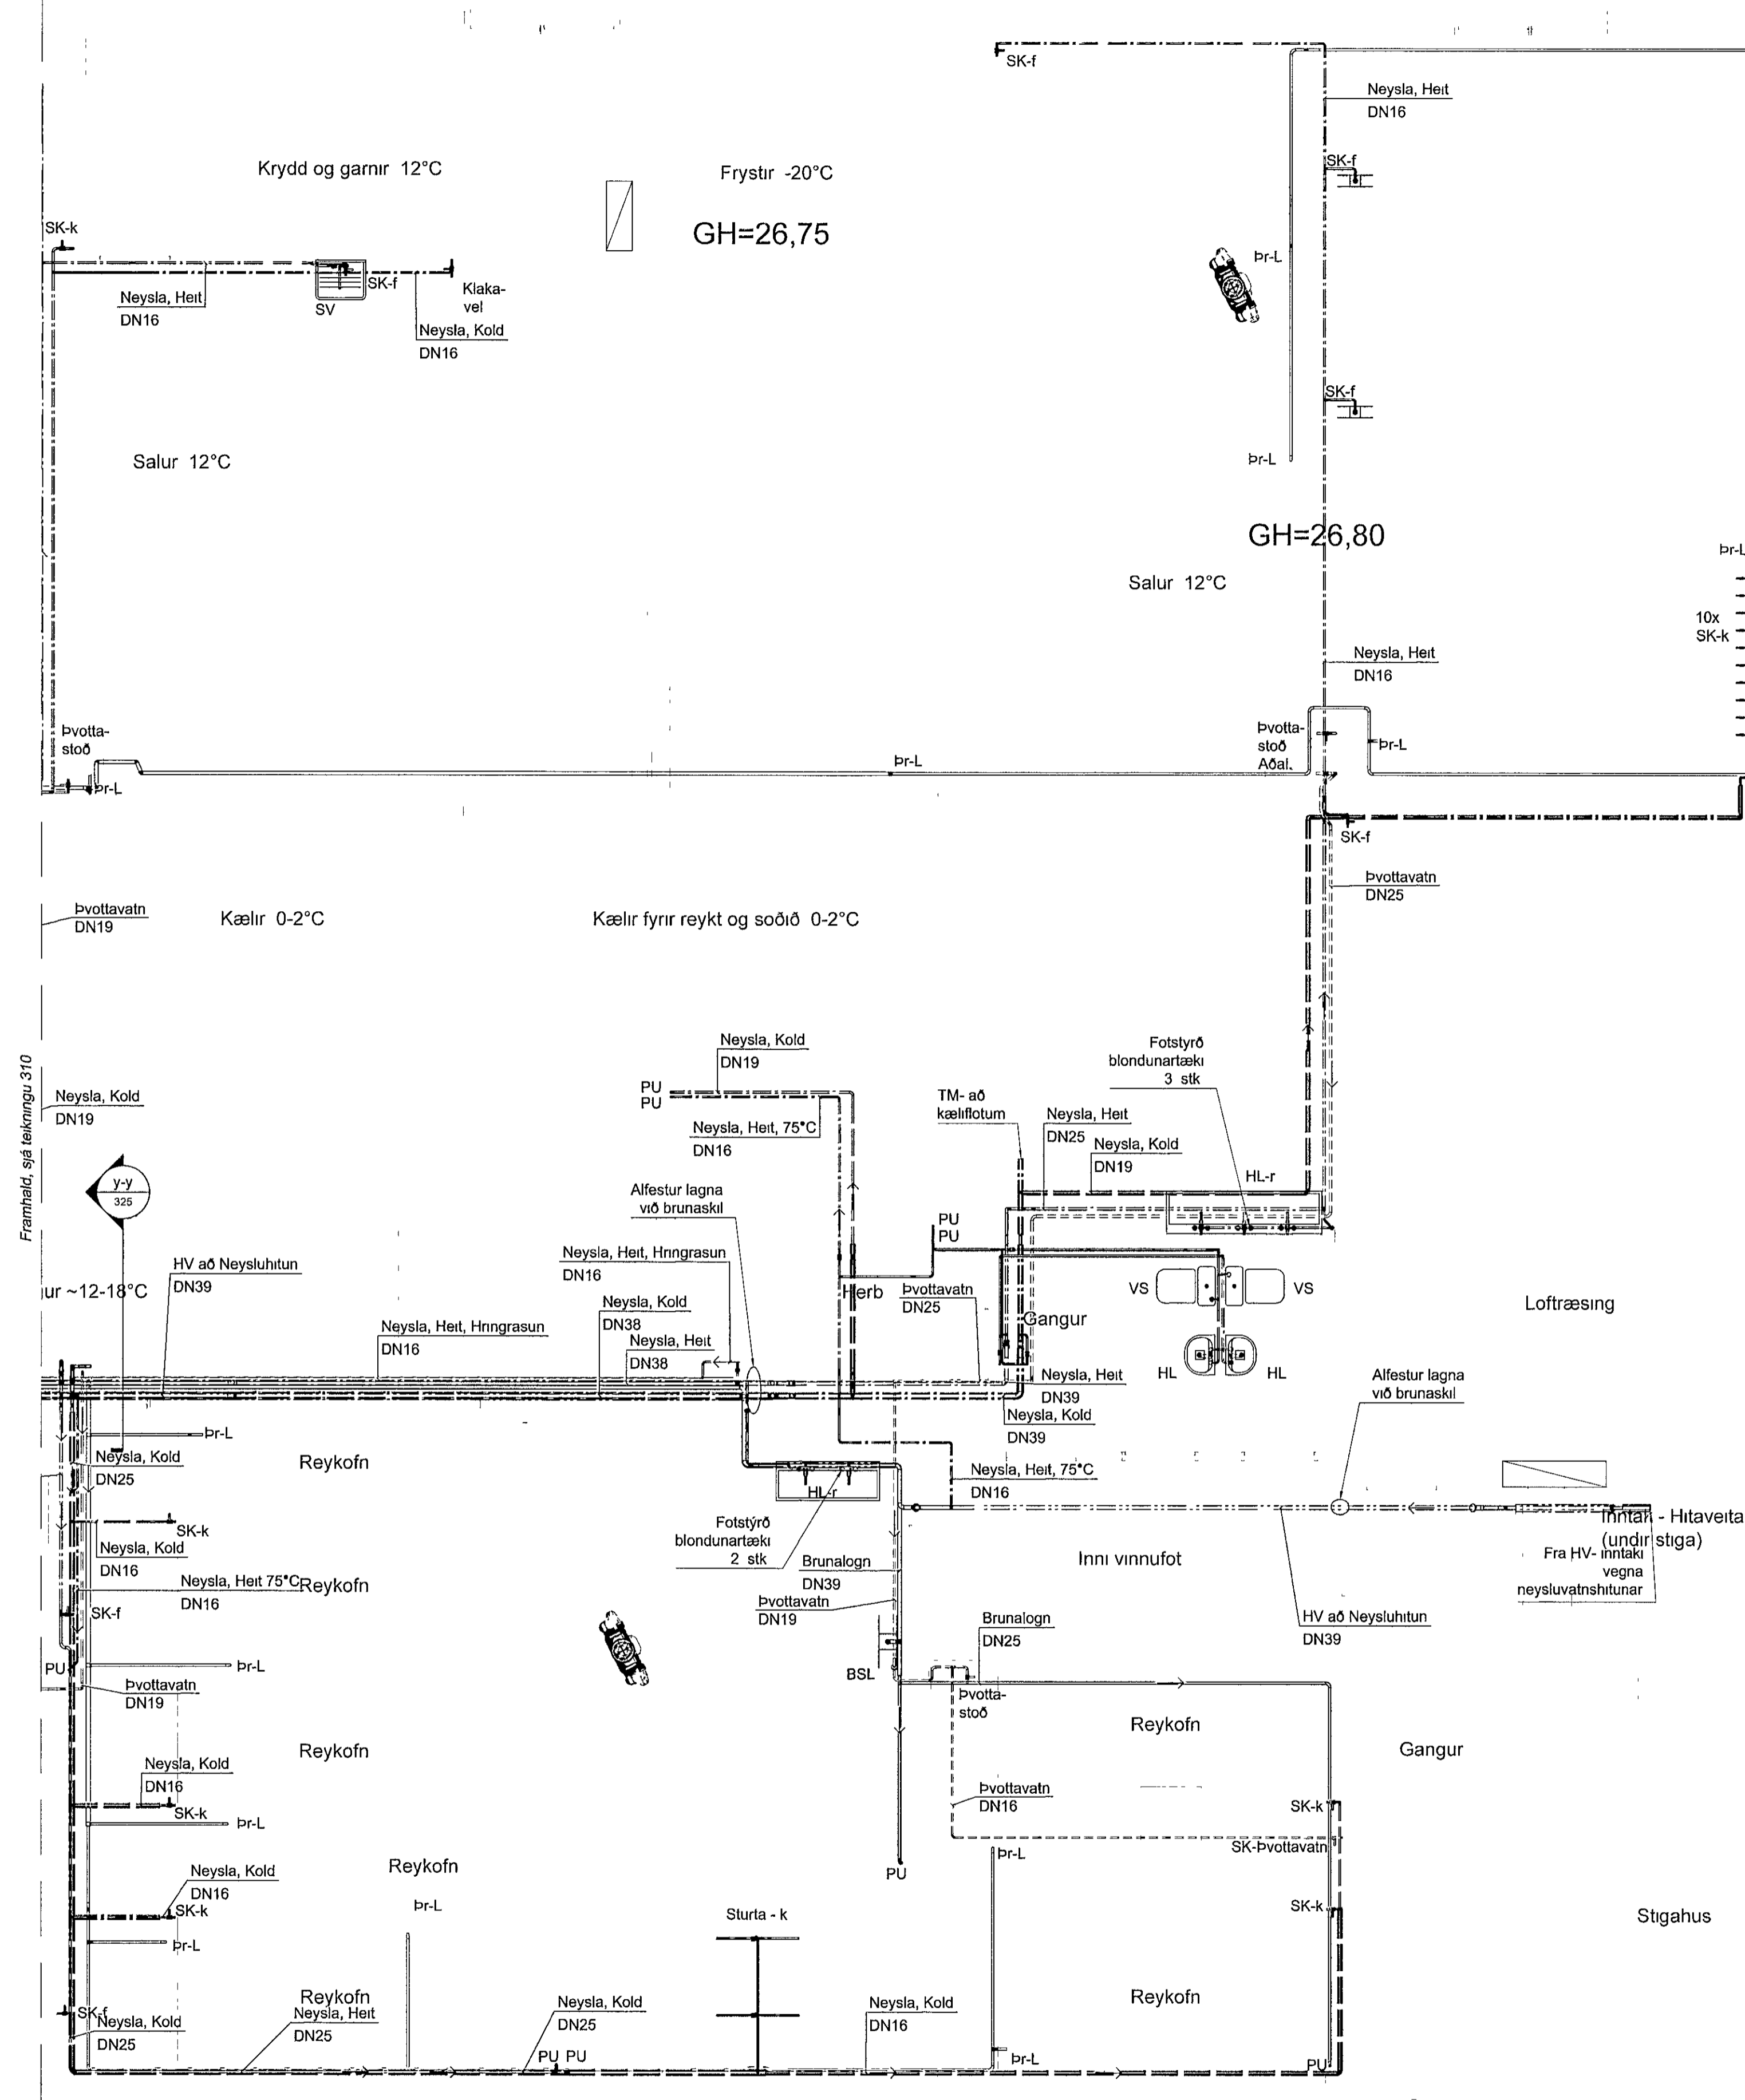 SK-f
Neysla, Heit
DN16
SK-f
Krydd og garnir 12°C
Frystir -20°C
GH=26,75
SK-k
Þr-L
Neysla, Heit
DN16
SV
SK-f
Klaka-
vel
Neysla, Kold
DN16
SK-f
Salur 12°C
Þr-L
GH=26,80
Þr-L
Salur 12°C
10x
SK-k
Neysla, Heit
DN16
Þvotta-
stoð
Þr-L
Þr-L
Þvotta-
stoð
Aðal.
Þr-L
SK-f
Þvottavatn
DN25
Þvottavatn
DN19
Kælir 0-2°C
Kælir fyrir reykt og soðið 0-2°C
Framhald, sjá teikningu 310
Neysla, Kold
DN19
Neysla, Kold
DN19
PU
PU
Neysla, Heit, 75°C
DN16
TM- að
kæliflotum
Fotstyrð
blondunartæki
3 stk
Neysla, Heit
DN25
Neysla, Kold
DN19
HL-r
y-y
325
Alfestur lagna
við brunaskil
PU
PU
HV að Neysluhitun
DN39
ur ~12-18°C
Neysla, Heit, Hringrasun
DN16
Neysla, Kold
DN38
Neysla, Heit
DN38
Neysla, Heit, Hringrasun
DN16
Herb
Þvottavatn
DN25
Gangur
VS
VS
HL
HL
Loftræsing
Neysla, Heit
DN39
Neysla, Kold
DN39
Alfestur lagna
við brunaskil
Þr-L
Neysla, Kold
DN25
Reykofn
HL-r
Neysla, Heit, 75°C
DN16
SK-k
Neysla, Kold
DN16
Fotstýrð
blondunartæki
2 stk
Inntak - Hitaveita
(undir stiga)
Fra HV- inntaki
vegna
neysluvatnshitunar
Inni vinnufot
Brunalogn
DN39
Neysla, Heit 75°C
DN16
Reykofn
SK-f
Þvottavatn
DN19
HV að Neysluhitun
DN39
Brunalogn
DN25
PU
Þr-L
BSL
Þvottavatn
DN19
Þvotta-
stoð
Reykofn
Reykofn
Gangur
Neysla, Kold
DN16
SK-k
Þr-L
Þvottavatn
DN16
SK-k
SK-Þvottavatn
Þr-L
Neysla, Kold
DN16
Reykofn
PU
SK-k
Þr-L
Þr-L
Sturta - k
SK-k
Stigahus
Reykofn
Reykofn
SK-f
Neysla, Kold
DN25
Neysla, Heit
DN25
Neysla, Kold
DN25
Neysla, Kold
DN16
PU PU
Þr-L
PU